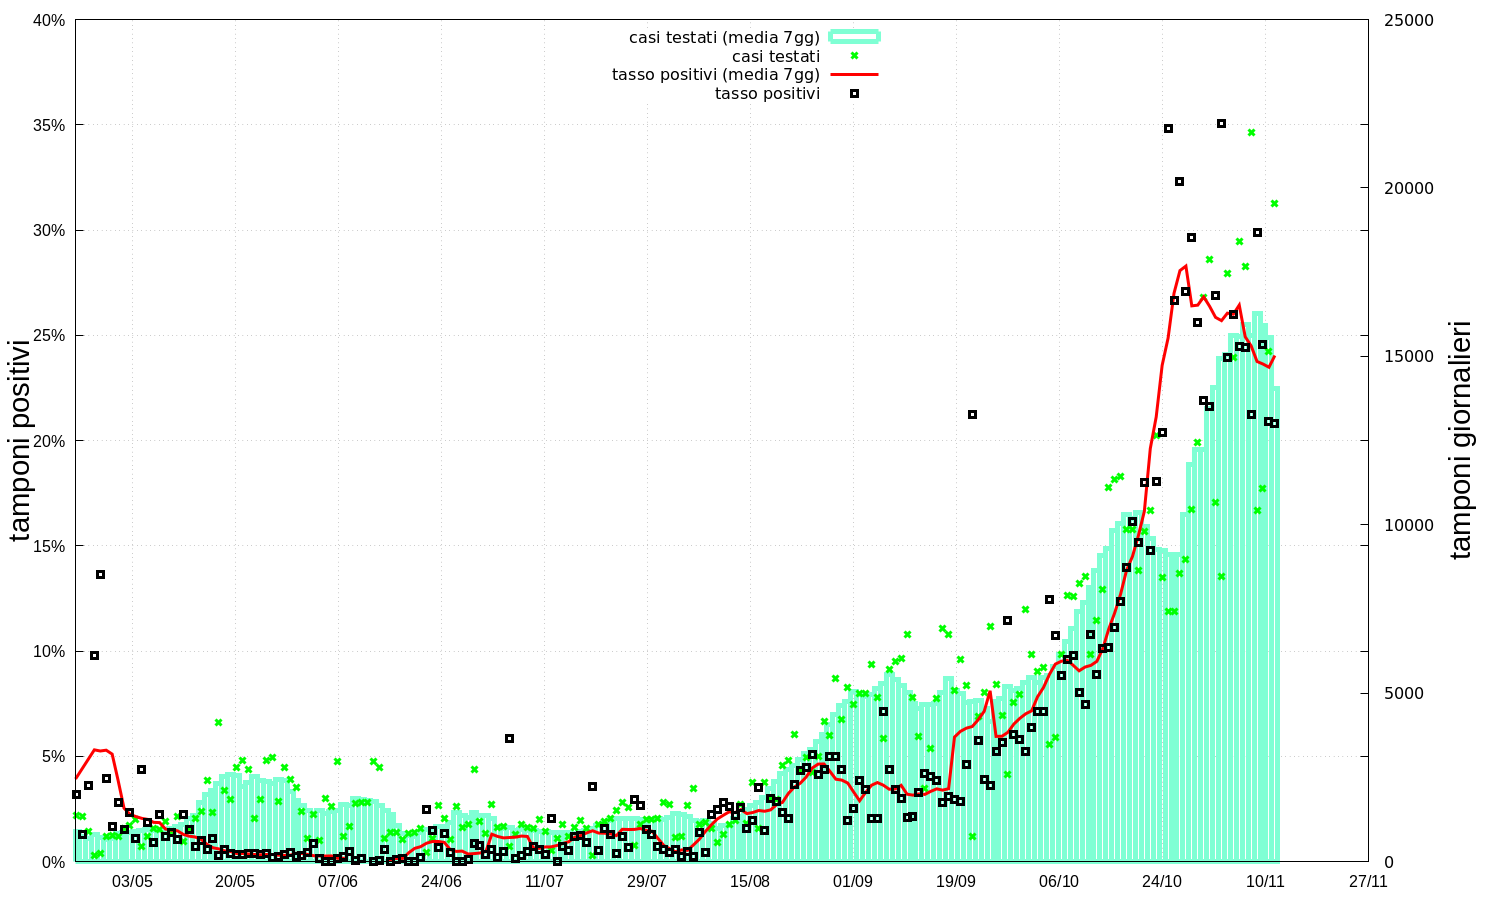 casi testati (media 7gg)
casi testati
tasso positivi (media 7gg)
tasso positivi
tamponi positivi
40%
35%
30%
25%
20%
15%
10%
5%
0%
25000
20000
15000
10000
5000
0
tamponi giornalieri
03/05 20/05 07/06 24/06 11/07 29/07 15/08 01/09 19/09 06/10 24/10 10/11 27/11